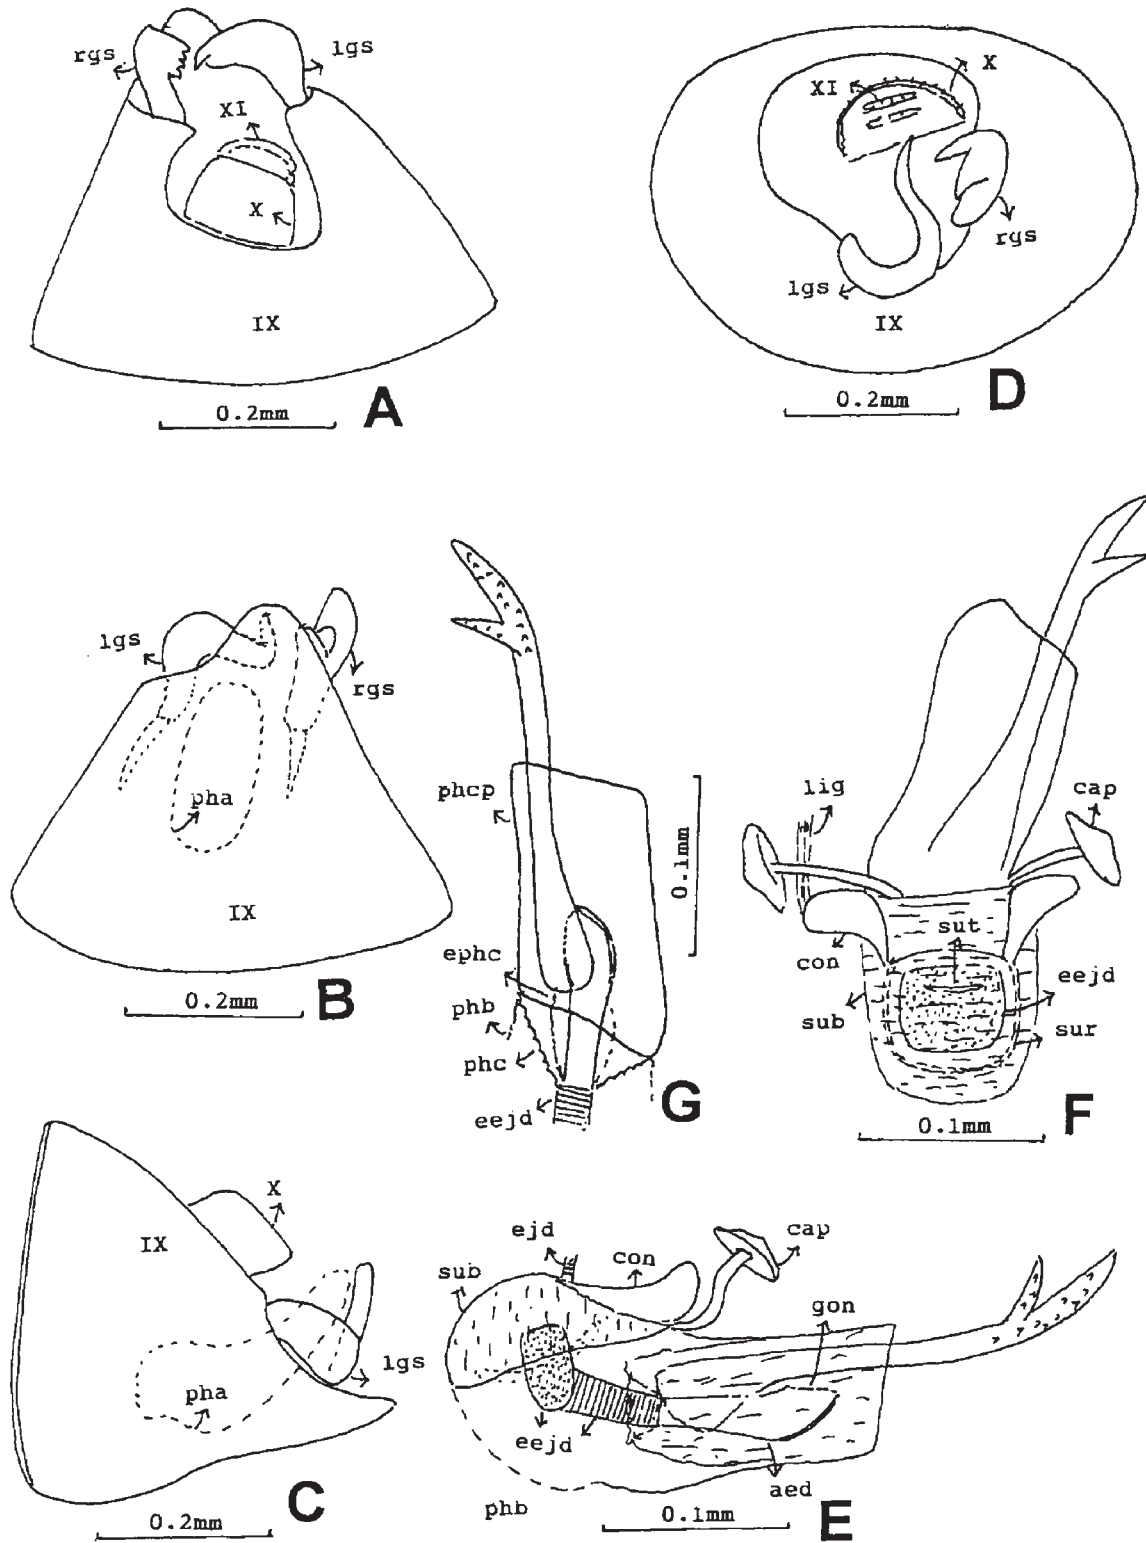 rgs
lgs
XI
X
IX
0.2mm
A
XI
X
rgs
lgs
IX
0.2mm
D
lgs
rgs
pha
IX
0.2mm
B
phcp
0.1mm
ephc
phb
phc
eejd
G
lig
cap
sut
con
eejd
sub
sur
0.1mm
F
X
IX
lgs
pha
0.2mm
C
ejd
cap
con
sub
gon
eejd
aed
phb
0.1mm
E